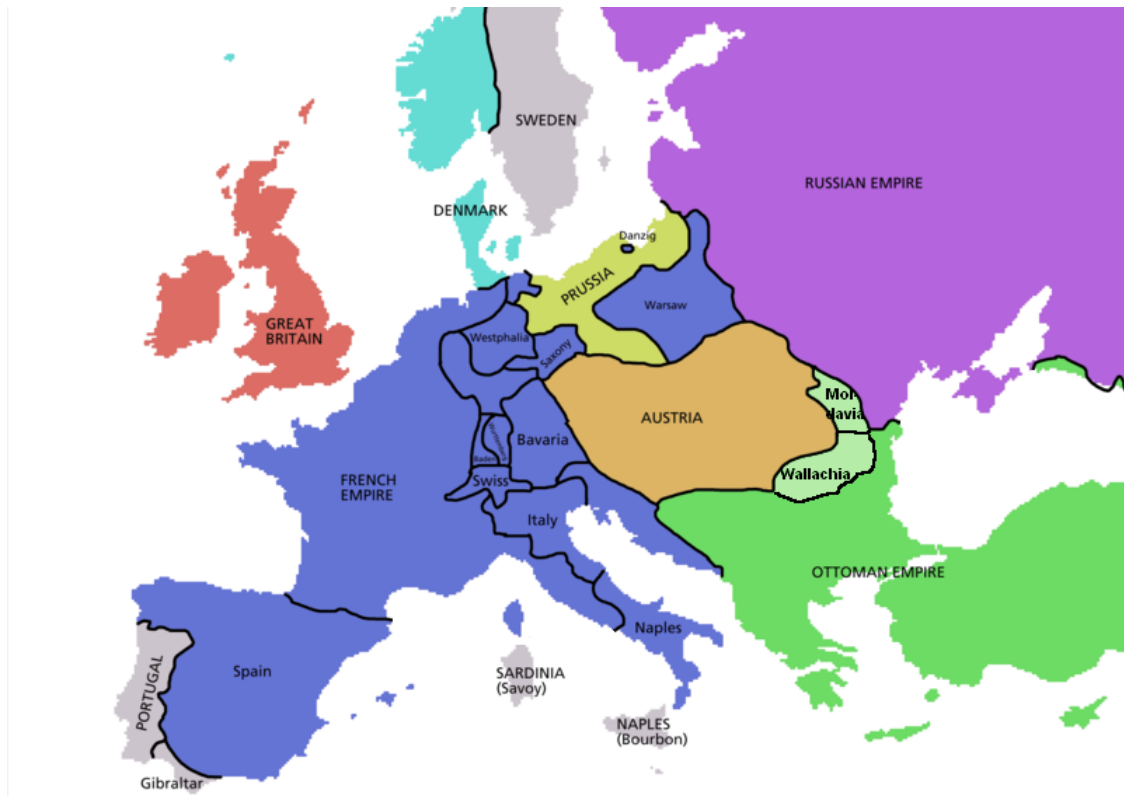 SWEDEN
RUSSIAN EMPIRE
DENMARK
Danzig
PRUSSIA
Warsaw
GREAT
BRITAIN
Westphalia
Saxony
Mol-
davia
AUSTRIA
Bavaria
Württemberg
Baden
Wallachia
FRENCH
EMPIRE
Swiss
Italy
OTTOMAN EMPIRE
Naples
Spain
SARDINIA
(Savoy)
PORTUGAL
NAPLES
(Bourbon)
Gibraltar